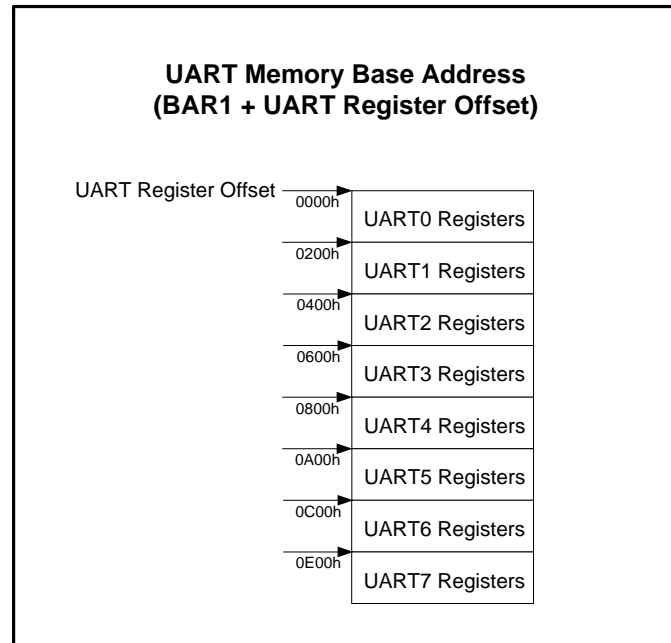 UART Memory Base Address
(BAR1 + UART Register Offset)
UART Register Offset
0000h
UART0 Registers
0200h
UART1 Registers
0400h
UART2 Registers
0600h
UART3 Registers
0800h
UART4 Registers
0A00h
UART5 Registers
0C00h
UART6 Registers
0E00h
UART7 Registers